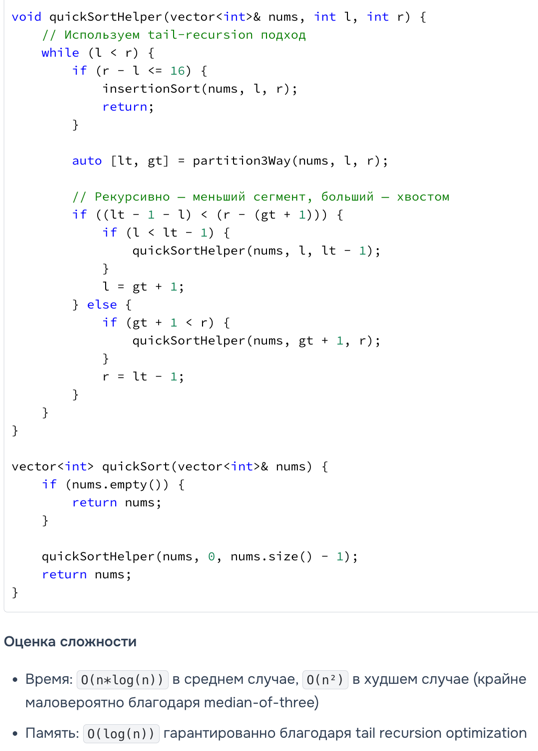 void quickSortHelper(vector<int>& nums, int l, int r) {
    // Используем tail-recursion подход
    while (l < r) {
        if (r - l <= 16) {
            insertionSort(nums, l, r);
            return;
        }

        auto [lt, gt] = partition3Way(nums, l, r);

        // Рекурсивно — меньший сегмент, больший — хвостом
        if ((lt - 1 - l) < (r - (gt + 1))) {
            if (l < lt - 1) {
                quickSortHelper(nums, l, lt - 1);
            }
            l = gt + 1;
        } else {
            if (gt + 1 < r) {
                quickSortHelper(nums, gt + 1, r);
            }
            r = lt - 1;
        }
    }
}

vector<int> quickSort(vector<int>& nums) {
    if (nums.empty()) {
        return nums;
    }

    quickSortHelper(nums, 0, nums.size() - 1);
    return nums;
}
Оценка сложности
• Время: O(n*log(n)) в среднем случае, O(n²) в худшем случае (крайне
маловероятно благодаря median-of-three)
• Память: O(log(n)) гарантированно благодаря tail recursion optimization